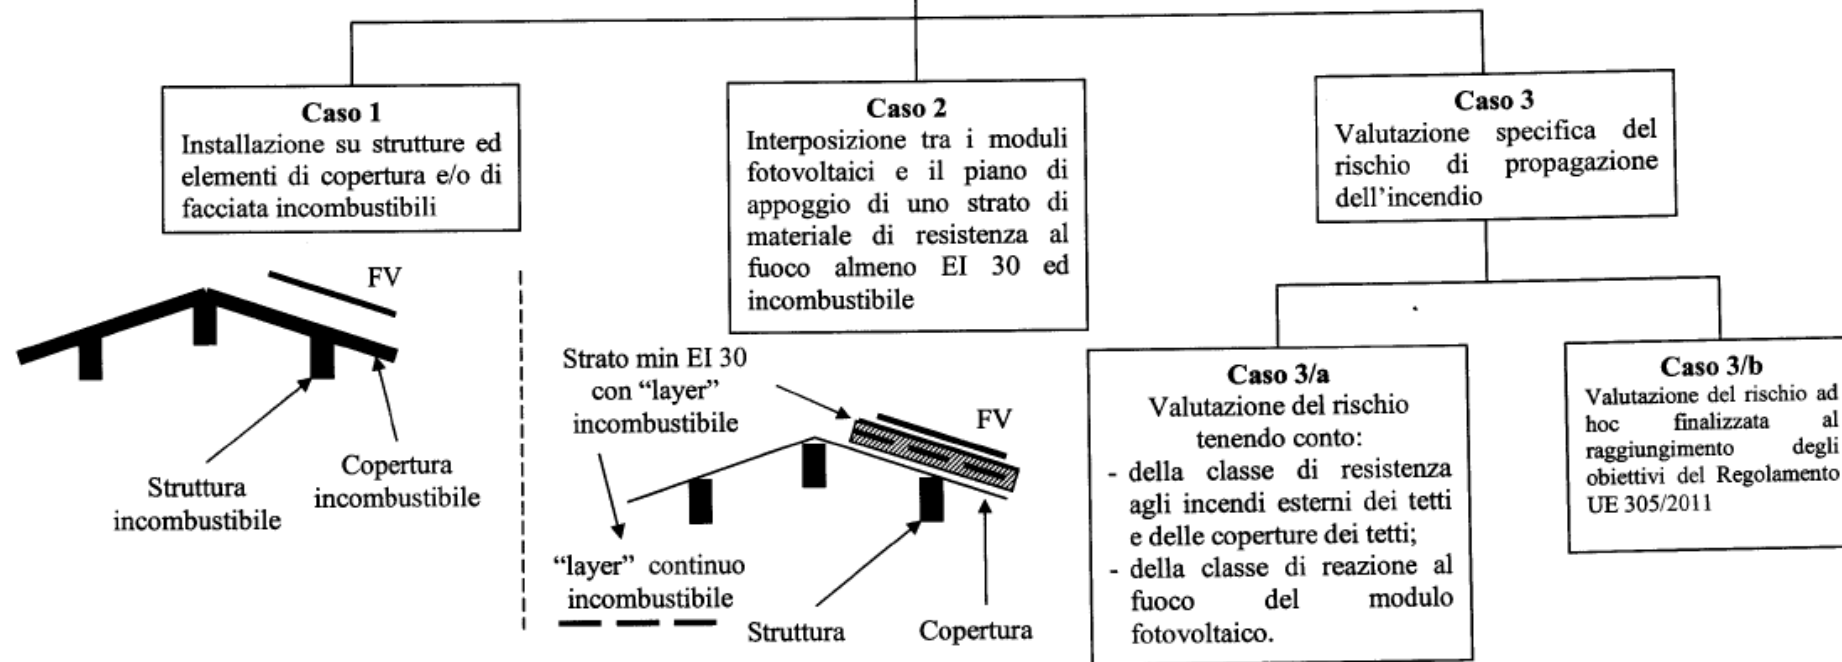 Caso 1
Installazione su strutture ed
elementi di copertura e/o di
facciata incombustibili
FV
Struttura
incombustibile
Copertura
incombustibile
Caso 2
Interposizione tra i moduli
fotovoltaici e il piano di
appoggio di uno strato di
materiale di resistenza al
fuoco almeno EI 30 ed
incombustibile
Strato min EI 30
con “layer”
incombustibile
FV
“layer” continuo
incombustibile
Struttura
Copertura
Caso 3
Valutazione specifica del
rischio di propagazione
dell’incendio
Caso 3/a
Valutazione del rischio
tenendo conto:
- della classe di resistenza
agli incendi esterni dei tetti
e delle coperture dei tetti;
- della classe di reazione al
fuoco del modulo
fotovoltaico.
Caso 3/b
Valutazione del rischio ad
hoc finalizzata al
raggiungimento degli
obiettivi del Regolamento
UE 305/2011